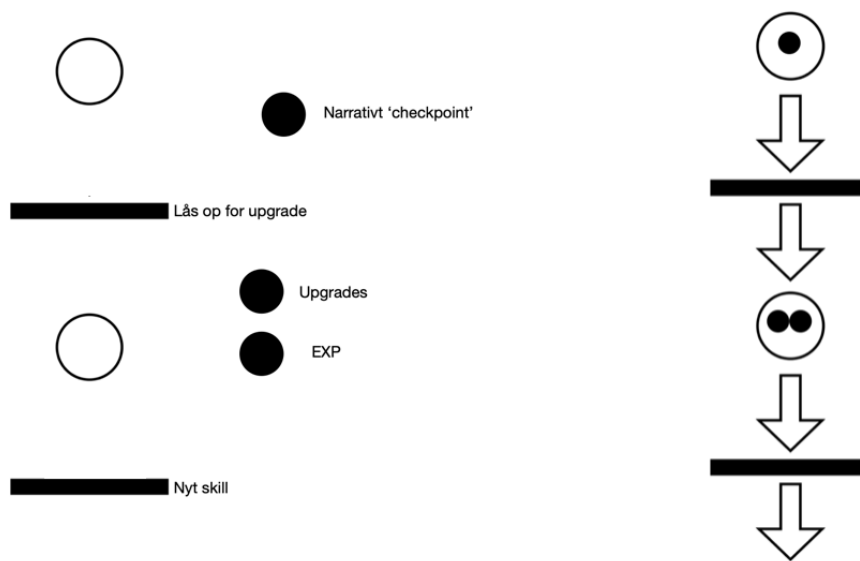 Narrativt ‘checkpoint’
Lås op for upgrade
Upgrades
EXP
Nyt skill